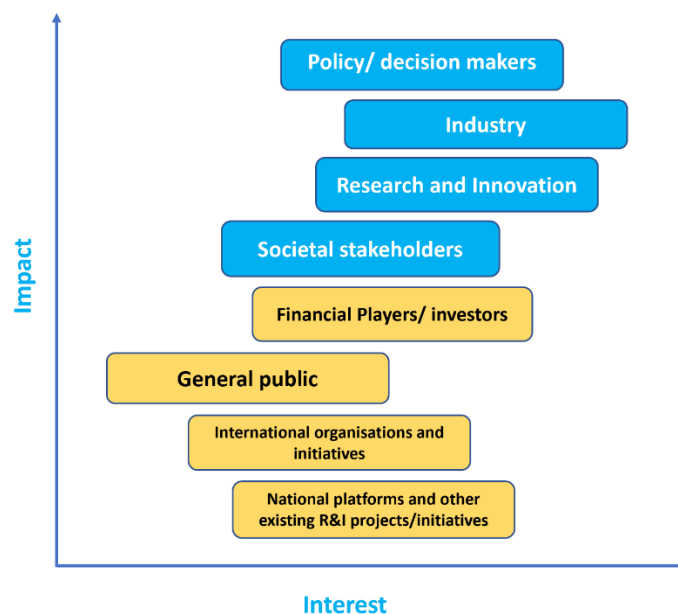 Policy/ decision makers
Industry
Research and Innovation
Societal stakeholders
Financial Players/ investors
General public
International organisations and
initiatives
National platforms and other
existing R&I projects/initiatives
Impact
Interest